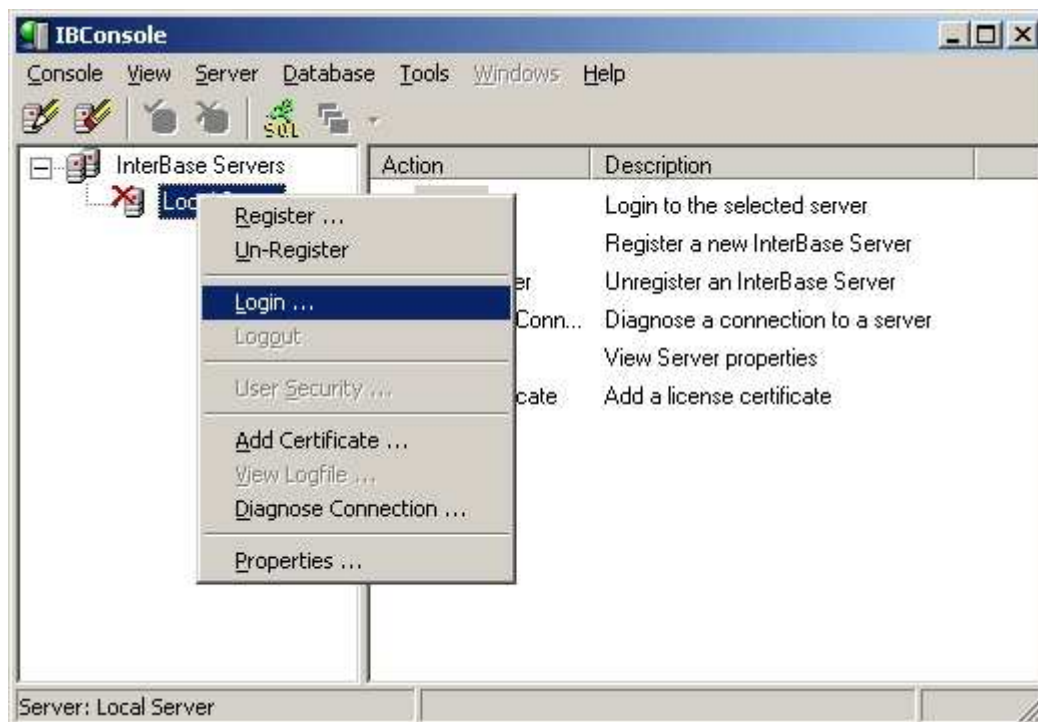 IBConsole
Console View Server Database Tools Windows Help
SQL
InterBase Servers Action Description
Login to the selected server
Register ... Register a new InterBase Server
Un-Register
er Unregister an InterBase Server
Login ...
Conn... Diagnose a connection to a server
Logout
View Server properties
User Security ...
cate Add a license certificate
Add Certificate ...
View Logfile ...
Diagnose Connection ...
Properties ...
Server: Local Server